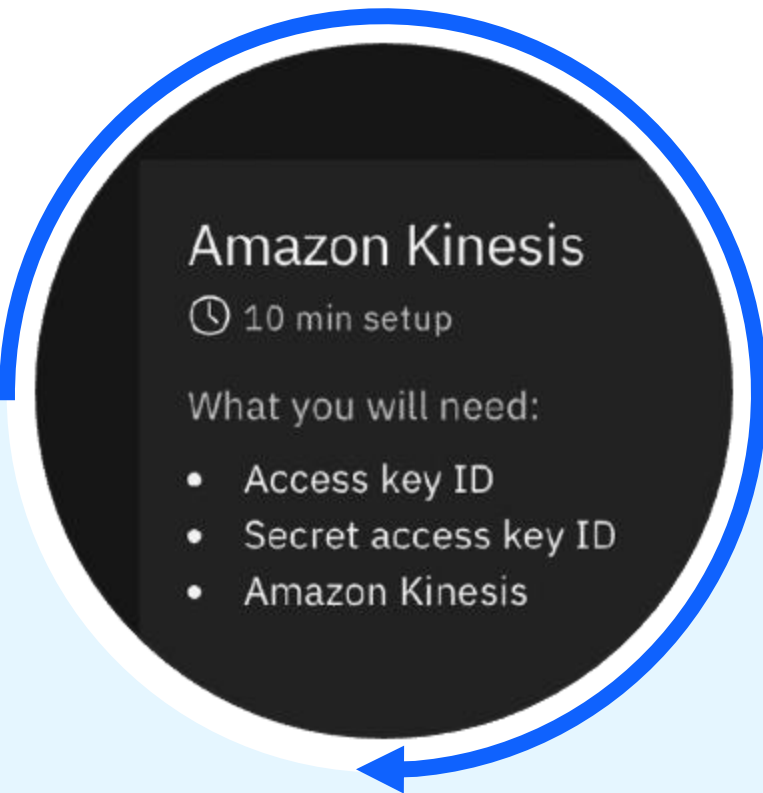 Amazon Kinesis
10 min setup
What you will need:
• Access key ID
• Secret access key ID
• Amazon Kinesis